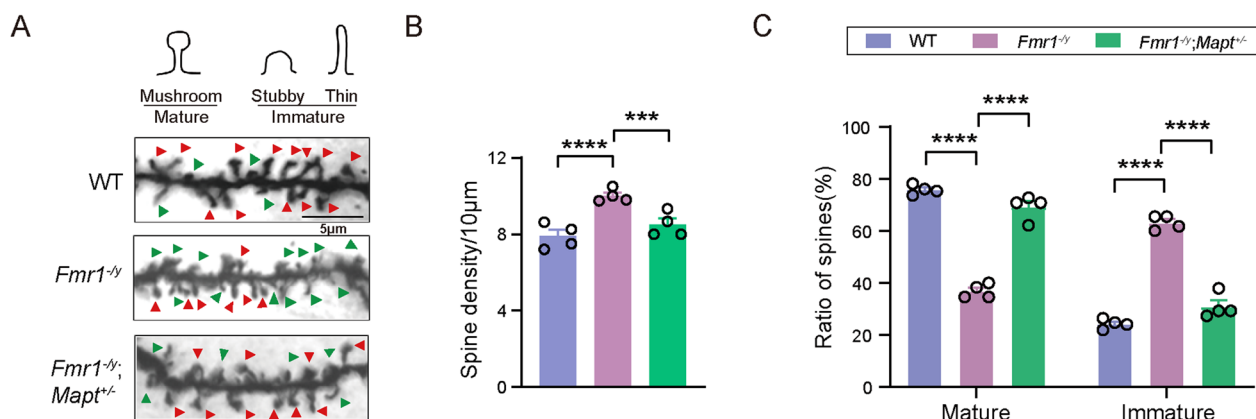 A
Mushroom
Mature
Stubby Thin
Immature
WT
5μm
Fmr1-/y
Fmr1-/y;
Mapt+/-
B
Spine density/10μm
12
8
4
0
****
***
C
WT
Fmr1-/y
Fmr1-/y;Mapt+/-
Ratio of spines(%)
100
80
60
40
20
0
****
****
****
****
Mature
Immature